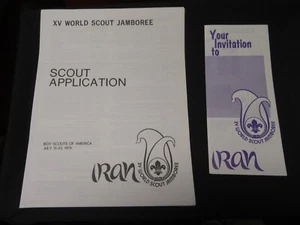 XV WORLD SCOUT JAMBOREE
SCOUT
APPLICATION
BOY SCOUTS OF AMERICA
IRAN
XV WORLD SCOUT JAMBOREE
Your
Invitation
to
XV WORLD SCOUT JAMBOREE
IRAN